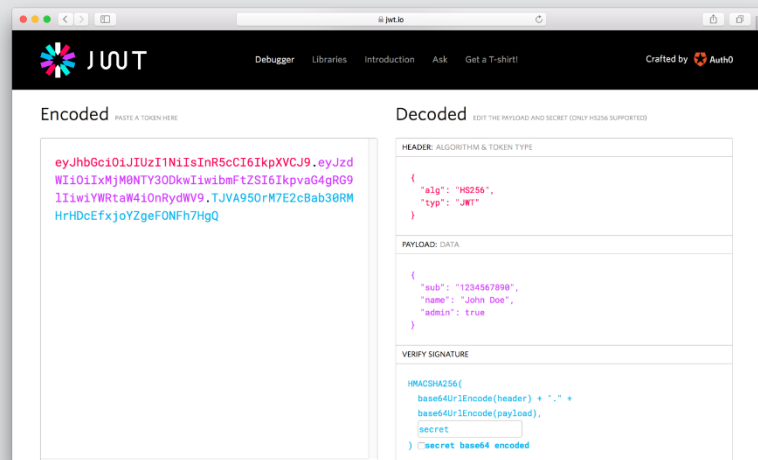 jwt.io
JWT
Debugger Libraries Introduction Ask Get a T-shirt! Crafted by Auth0
Encoded PASTE A TOKEN HERE
eyJhbGciOiJIUzI1NiIsInR5cCI6IkpXVCJ9.eyJzd
WIiOiIxMjM0NTY3ODkwIiwibmFtZSI6IkpvaG4gRG9
lIiwiYWRtaW4iOnRydWV9.TJVA95OrM7E2cBab30RM
HrHDcEfxjoYZgeFONFh7HgQ
Decoded EDIT THE PAYLOAD AND SECRET (ONLY HS256 SUPPORTED)
HEADER: ALGORITHM & TOKEN TYPE
{
"alg": "HS256",
"typ": "JWT"
}
PAYLOAD: DATA
{
"sub": "1234567890",
"name": "John Doe",
"admin": true
}
VERIFY SIGNATURE
HMACSHA256(
base64UrlEncode(header) + "." +
base64UrlEncode(payload),
secret
) secret base64 encoded